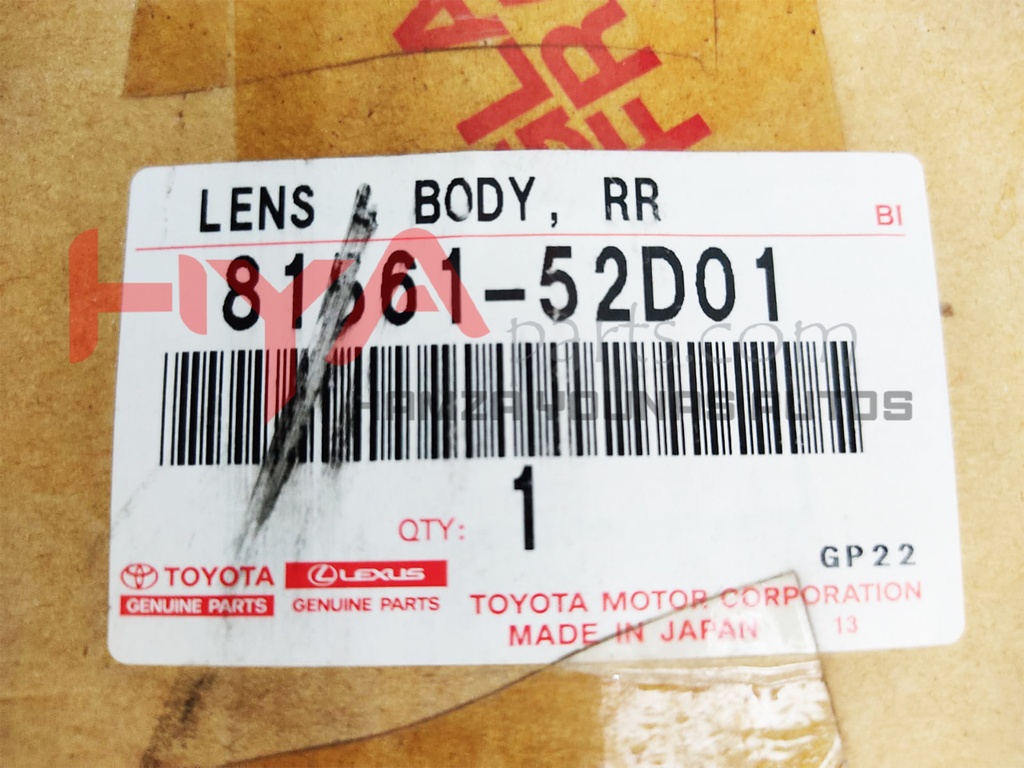 LENS & BODY, RR
BI
81561-52D01
HYA
parts.com
HAMZA YOUNAS AUTOS
QTY: 1
GP22
TOYOTA
GENUINE PARTS
LEXUS
GENUINE PARTS
TOYOTA MOTOR CORPORATION
MADE IN JAPAN 13